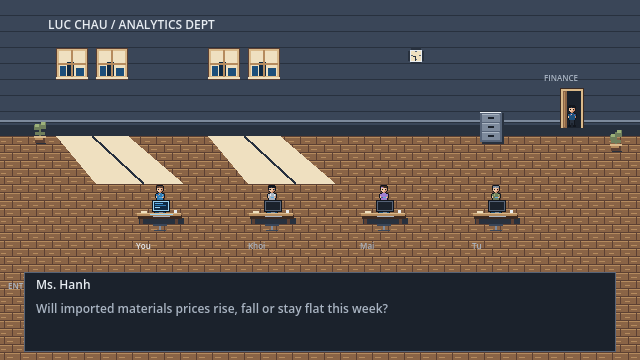 LUC CHAU / ANALYTICS DEPT
FINANCE
You
Khoi
Mai
Tu
ENT
Ms. Hanh
Will imported materials prices rise, fall or stay flat this week?